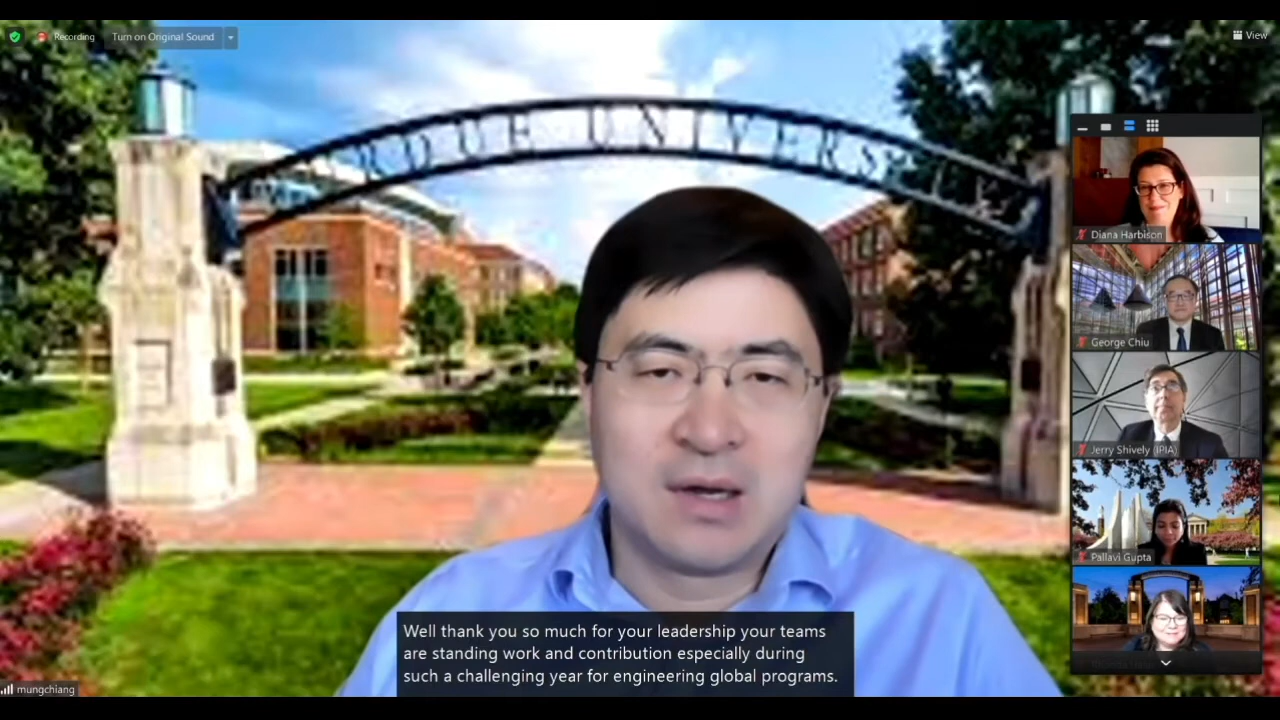 Recording
Turn on Original Sound
View
RDUE UNIVERS
Diana Harbison
George Chiu
Jerry Shively (IPIA)
Pallavi Gupta
Well thank you so much for your leadership your teams
are standing work and contribution especially during
such a challenging year for engineering global programs.
mungchiang